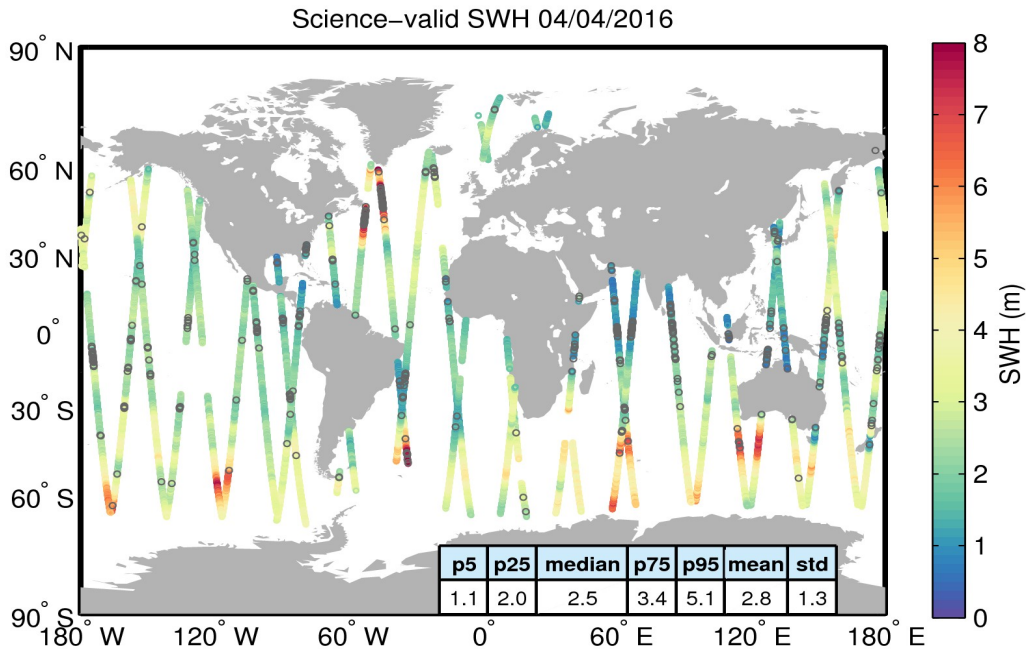 Science−valid SWH 04/04/2016
90° N
60° N
30° N
0°
30° S
60° S
90° S
180° W
120° W
60° W
0°
60° E
120° E
180° E
p5 p25 median p75 p95 mean std
1.1 2.0 2.5 3.4 5.1 2.8 1.3
8
7
6
5
4
3
2
1
0
SWH (m)